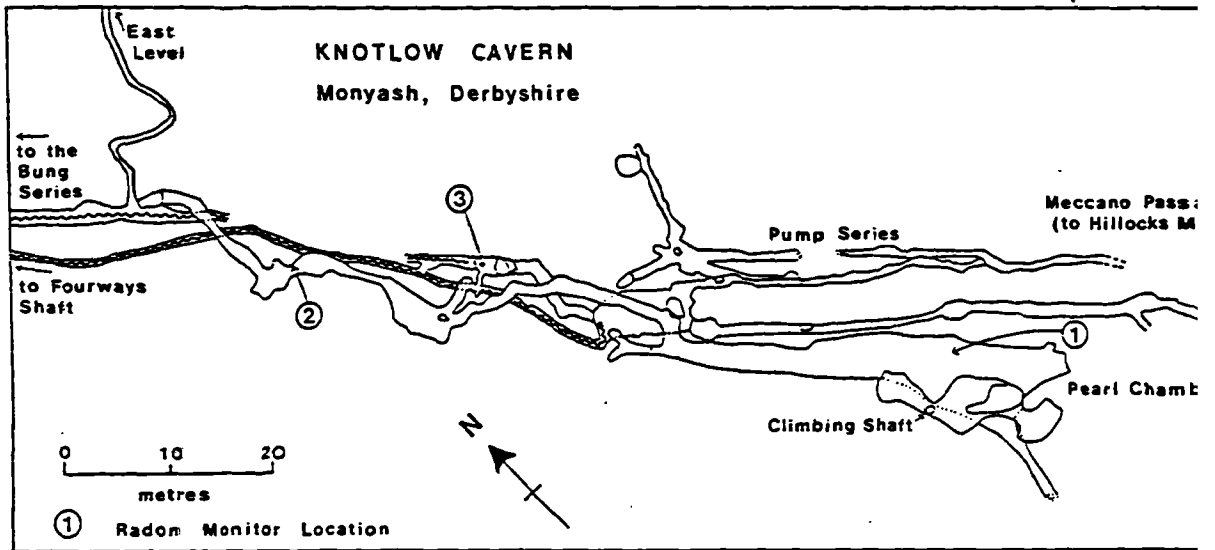 East
Level
KNOTLOW CAVERN
Monyash, Derbyshire
to the
Bung
Series
3
Meccano Passa
(to Hillocks M
Pump Series
to Fourways
Shaft
2
1
Pearl Chamb
Climbing Shaft
N
0 10 20
metres
1 Radom Monitor Location